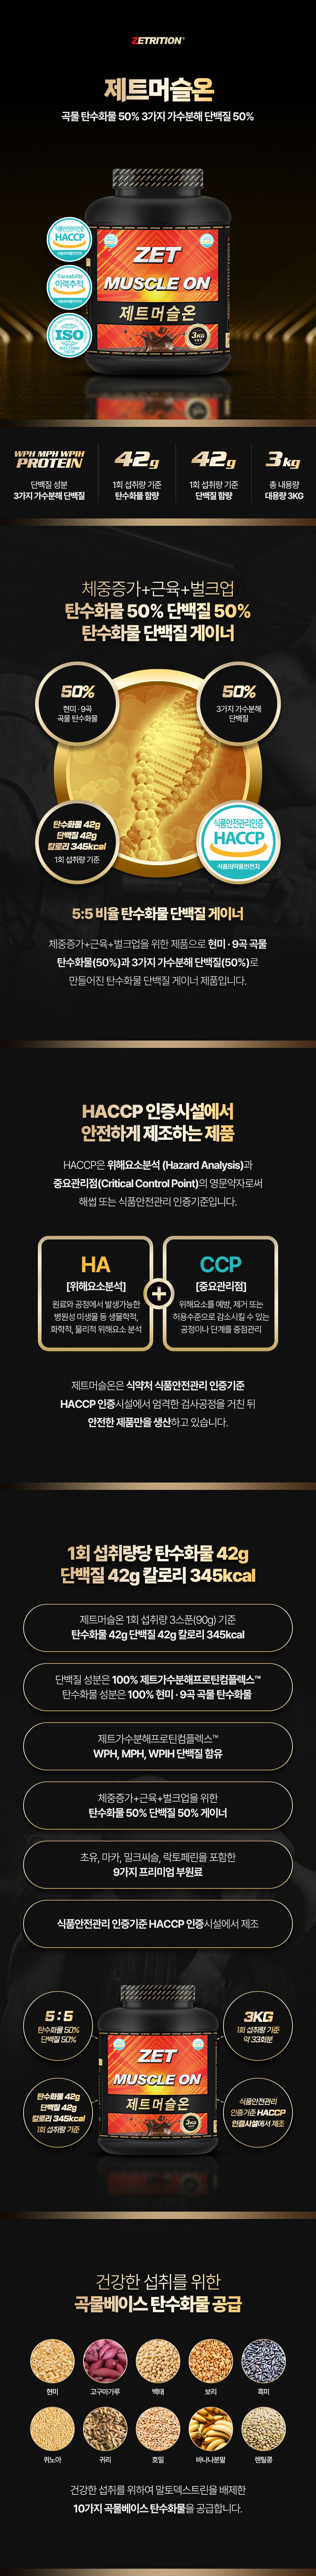 ZETRITION
제트머슬온
곡물 탄수화물 50% 3가지 가수분해 단백질 50%
식품안전관리인증
HACCP
식품의약품안전처
Traceability
이력추적
식품의약품안전처
ISO
ZET
MUSCLE ON
제트머슬온
3KG
WPH MPH WPIH
PROTEIN
단백질 성분
3가지 가수분해 단백질
42g
1회 섭취량 기준
탄수화물 함량
42g
1회 섭취량 기준
단백질 함량
3kg
총 내용량
대용량 3KG
체중증가+근육+벌크업
탄수화물 50% 단백질 50%
탄수화물 단백질 게이너
50%
현미 · 9곡
곡물 탄수화물
50%
3가지 가수분해
단백질
탄수화물 42g
단백질 42g
칼로리 345kcal
1회 섭취량 기준
식품안전관리인증
HACCP
식품의약품안전처
5:5 비율 탄수화물 단백질 게이너
체중증가+근육+벌크업을 위한 제품으로 현미 · 9곡 곡물
탄수화물(50%)과 3가지 가수분해 단백질(50%)로
만들어진 탄수화물 단백질 게이너 제품입니다.
HACCP 인증시설에서
안전하게 제조하는 제품
HACCP은 위해요소분석 (Hazard Analysis)과
중요관리점(Critical Control Point)의 영문약자로써
해썹 또는 식품안전관리 인증기준입니다.
HA
[위해요소분석]
원료와 공정에서 발생가능한
병원성 미생물 등 생물학적,
화학적, 물리적 위해요소 분석
+
CCP
[중요관리점]
위해요소를 예방, 제거 또는
허용수준으로 감소시킬 수 있는
공정이나 단계를 중점관리
제트머슬온은 식약처 식품안전관리 인증기준
HACCP 인증시설에서 엄격한 검사공정을 거친 뒤
안전한 제품만을 생산하고 있습니다.
1회 섭취량당 탄수화물 42g
단백질 42g 칼로리 345kcal
제트머슬온 1회 섭취량 3스푼(90g) 기준
탄수화물 42g 단백질 42g 칼로리 345kcal
단백질 성분은 100% 제트가수분해프로틴컴플렉스™
탄수화물 성분은 100% 현미 · 9곡 곡물 탄수화물
제트가수분해프로틴컴플렉스™
WPH, MPH, WPIH 단백질 함유
체중증가+근육+벌크업을 위한
탄수화물 50% 단백질 50% 게이너
초유, 마카, 밀크씨슬, 락토페린을 포함한
9가지 프리미엄 부원료
식품안전관리 인증기준 HACCP 인증시설에서 제조
5 : 5
탄수화물 50%
단백질 50%
3KG
1회 섭취량 기준
약 33회분
탄수화물 42g
단백질 42g
칼로리 345kcal
1회 섭취량 기준
식품안전관리
인증기준 HACCP
인증시설에서 제조
ZET
MUSCLE ON
제트머슬온
3KG
건강한 섭취를 위한
곡물베이스 탄수화물 공급
현미
고구마가루
백태
보리
흑미
퀴노아
귀리
호밀
바나나분말
렌틸콩
건강한 섭취를 위하여 말토덱스트린을 배제한
10가지 곡물베이스 탄수화물을 공급합니다.